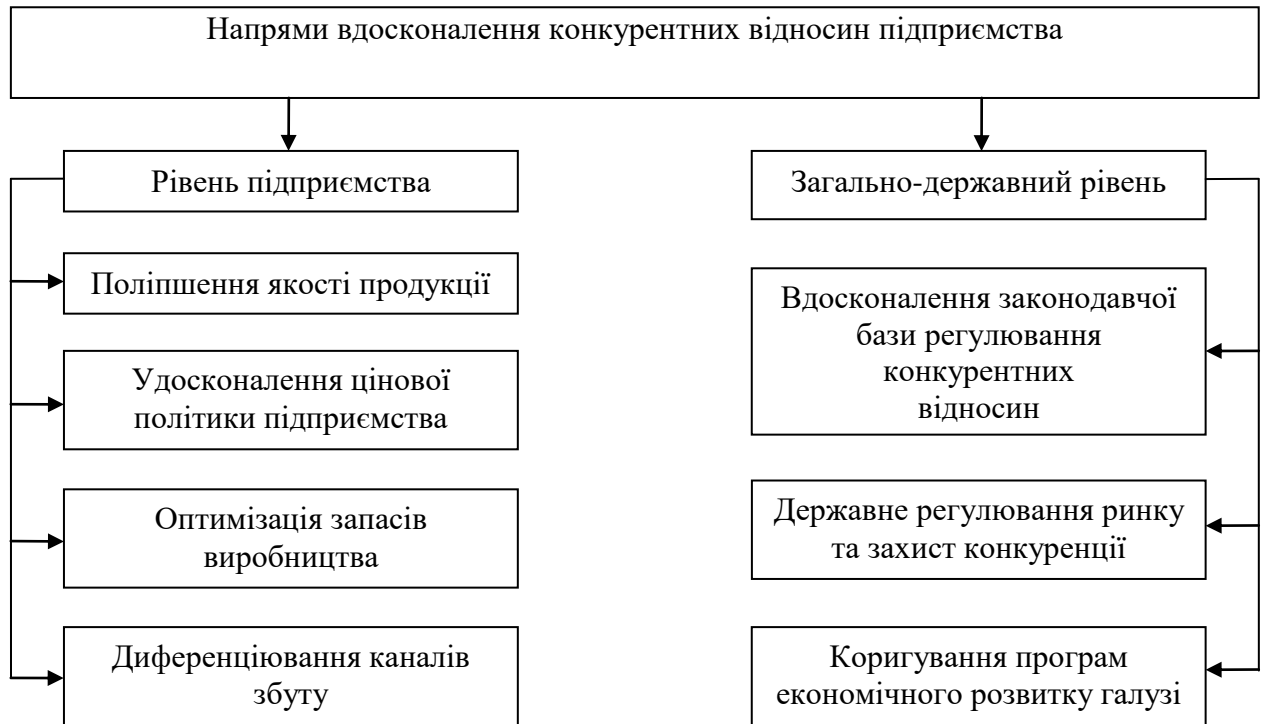 Напрями вдосконалення конкурентних відносин підприємства
Рівень підприємства
Поліпшення якості продукції
Удосконалення цінової
політики підприємства
Оптимізація запасів
виробництва
Диференціювання каналів
збуту
Загально-державний рівень
Вдосконалення законодавчої
бази регулювання
конкурентних
відносин
Державне регулювання ринку
та захист конкуренції
Коригування програм
економічного розвитку галузі